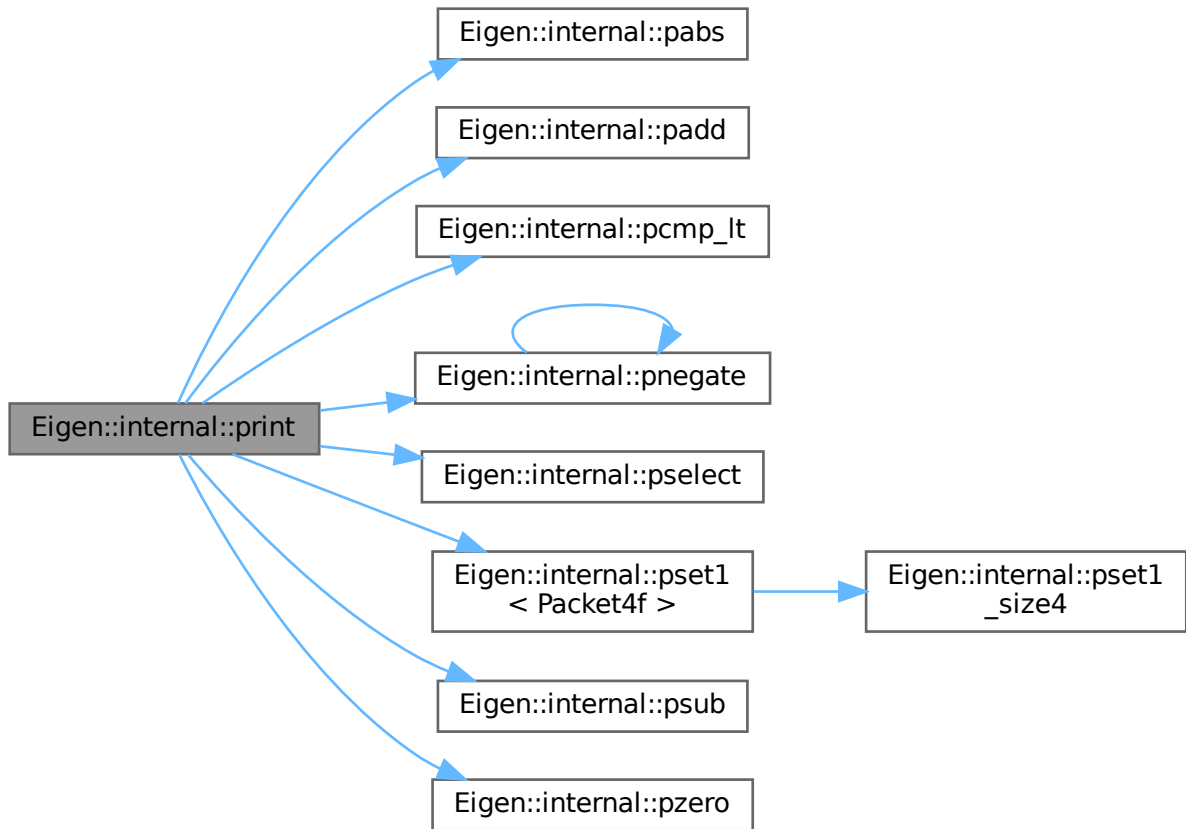 Eigen::internal::pabs
Eigen::internal::padd
Eigen::internal::pcmp_lt
Eigen::internal::pnegate
Eigen::internal::print
Eigen::internal::pselect
Eigen::internal::pset1
< Packet4f >
Eigen::internal::pset1
_size4
Eigen::internal::psub
Eigen::internal::pzero